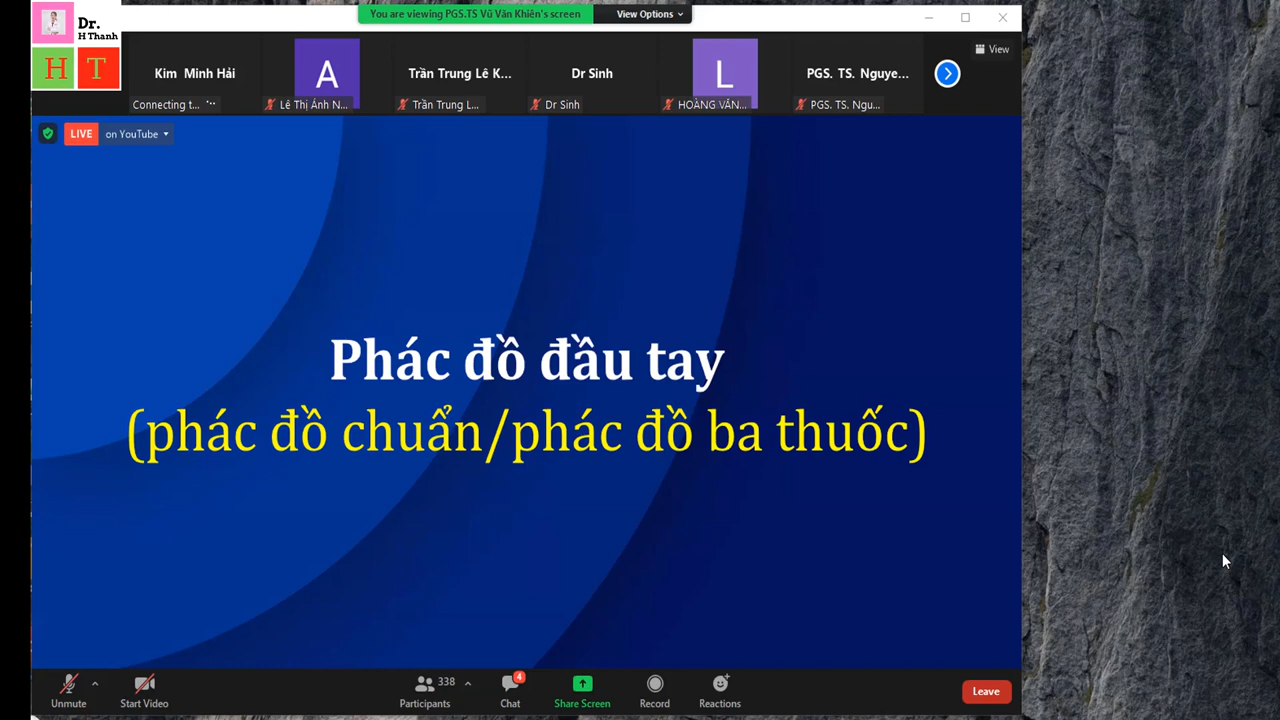 Dr.
H Thanh
H T
You are viewing PGS.TS Vũ Văn Khiên's screen
View Options
Kim Minh Hải
A
Trần Trung Lê K...
Dr Sinh
L
PGS. TS. Nguye...
View
Connecting t...
Lê Thị Ánh N...
Trần Trung L...
Dr Sinh
HOÀNG VĂN...
PGS. TS. Ngu...
LIVE on YouTube
Phác đồ đầu tay
(phác đồ chuẩn/phác đồ ba thuốc)
338
4
Unmute
Start Video
Participants
Chat
Share Screen
Record
Reactions
Leave